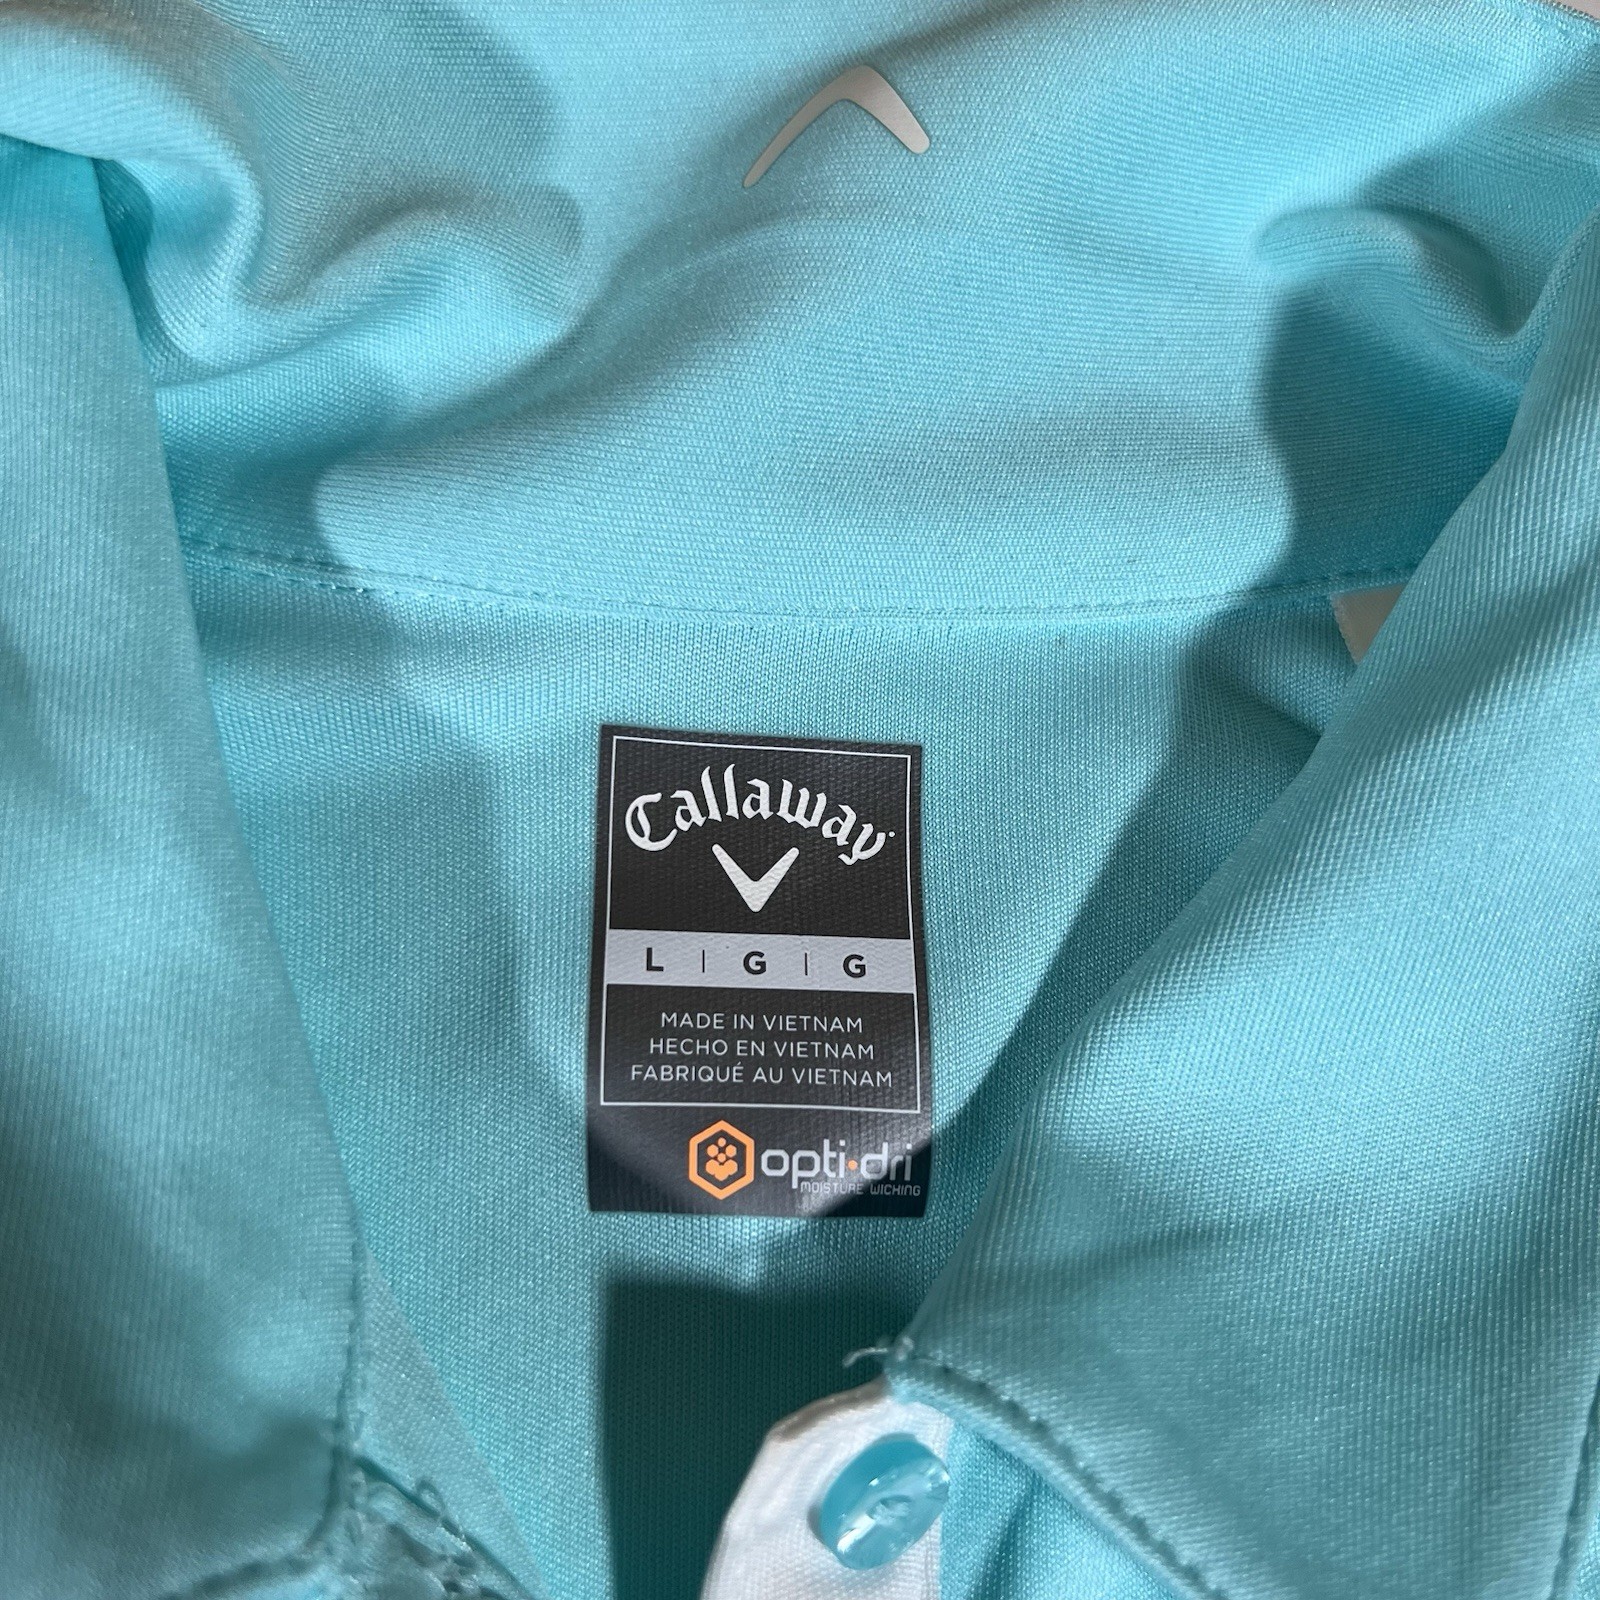 Callaway
L | G | G
MADE IN VIETNAM
HECHO EN VIETNAM
FABRIQUÉ AU VIETNAM
opti•dri
MOISTURE WICKING